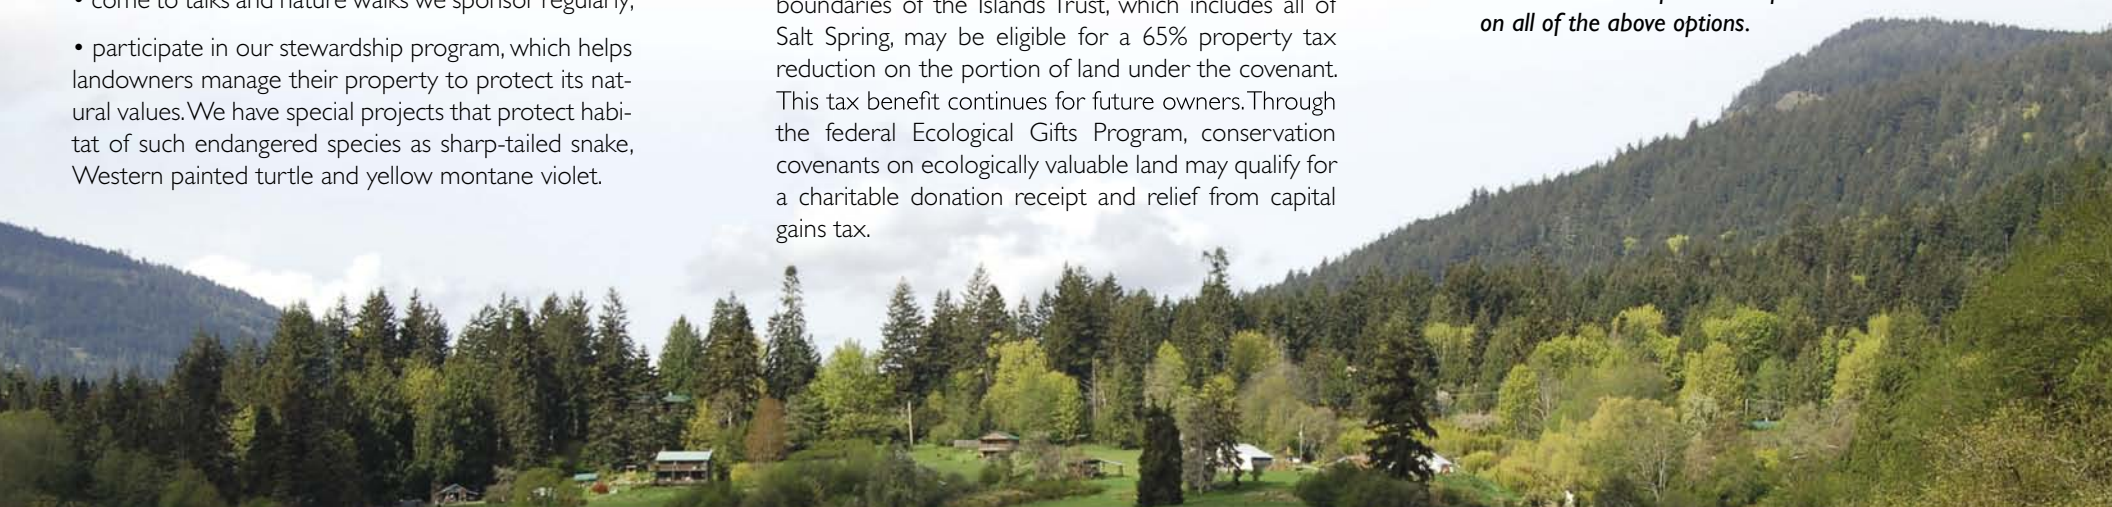 • come to talks and nature walks we sponsor regularly,
• participate in our stewardship program, which helps
landowners manage their property to protect its nat-
ural values. We have special projects that protect habi-
tat of such endangered species as sharp-tailed snake,
Western painted turtle and yellow montane violet.
boundaries of the Islands Trust, which includes all of
Salt Spring, may be eligible for a 65% property tax
reduction on the portion of land under the covenant.
This tax benefit continues for future owners. Through
the federal Ecological Gifts Program, conservation
covenants on ecologically valuable land may qualify for
a charitable donation receipt and relief from capital
gains tax.
on all of the above options.